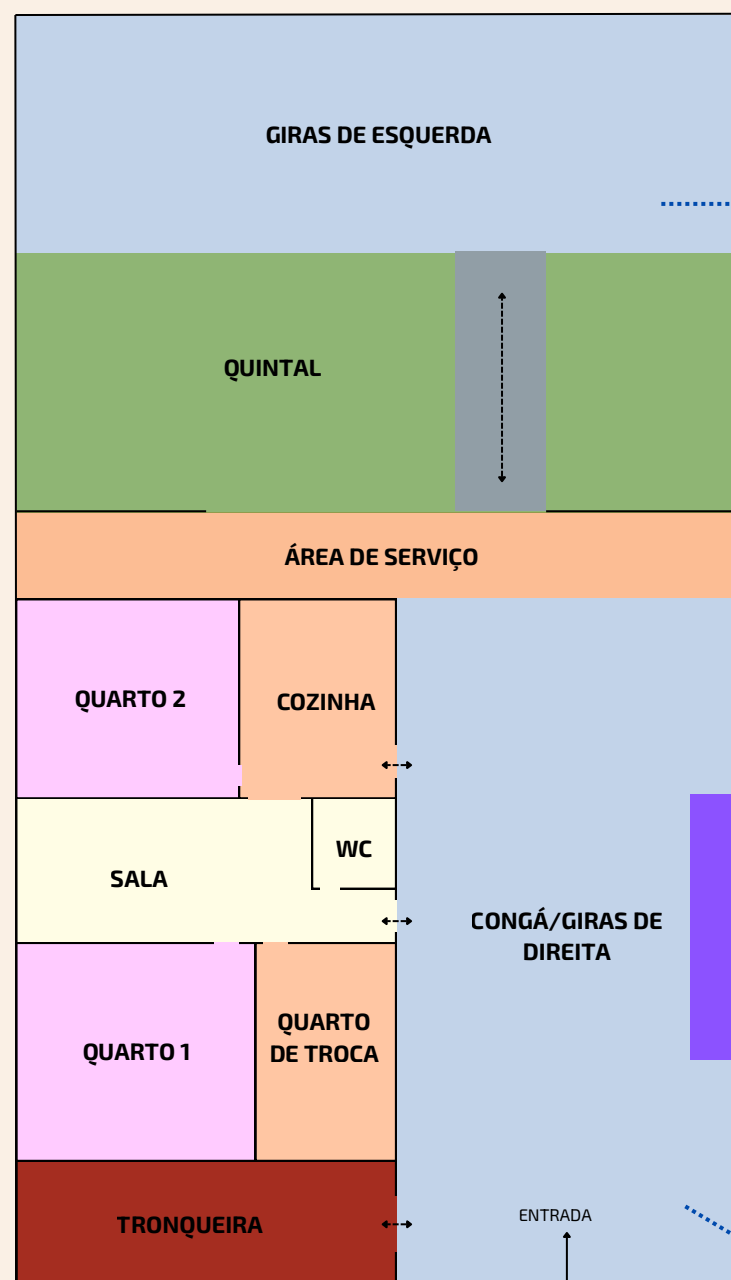 GIRAS DE ESQUERDA
QUINTAL
ÁREA DE SERVIÇO
QUARTO 2
COZINHA
WC
SALA
CONGÁ/GIRAS DE
DIREITA
QUARTO
DE TROCA
QUARTO 1
TRONQUEIRA
ENTRADA